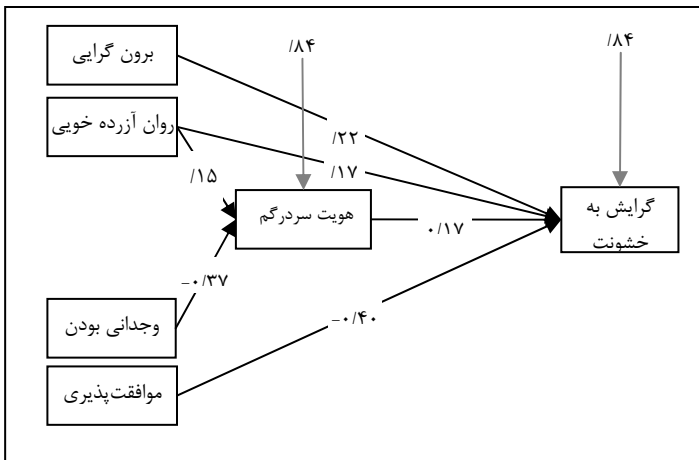 برون گرایی
/۸۴
/۸۴
روان آزرده خویی
/۲۲
/۱۷
/۱۵
هویت سردرگم
۰/۱۷
گرایش به
خشونت
-۰/۳۷
وجدانی بودن
-۰/۴۰
موافقت‌پذیری